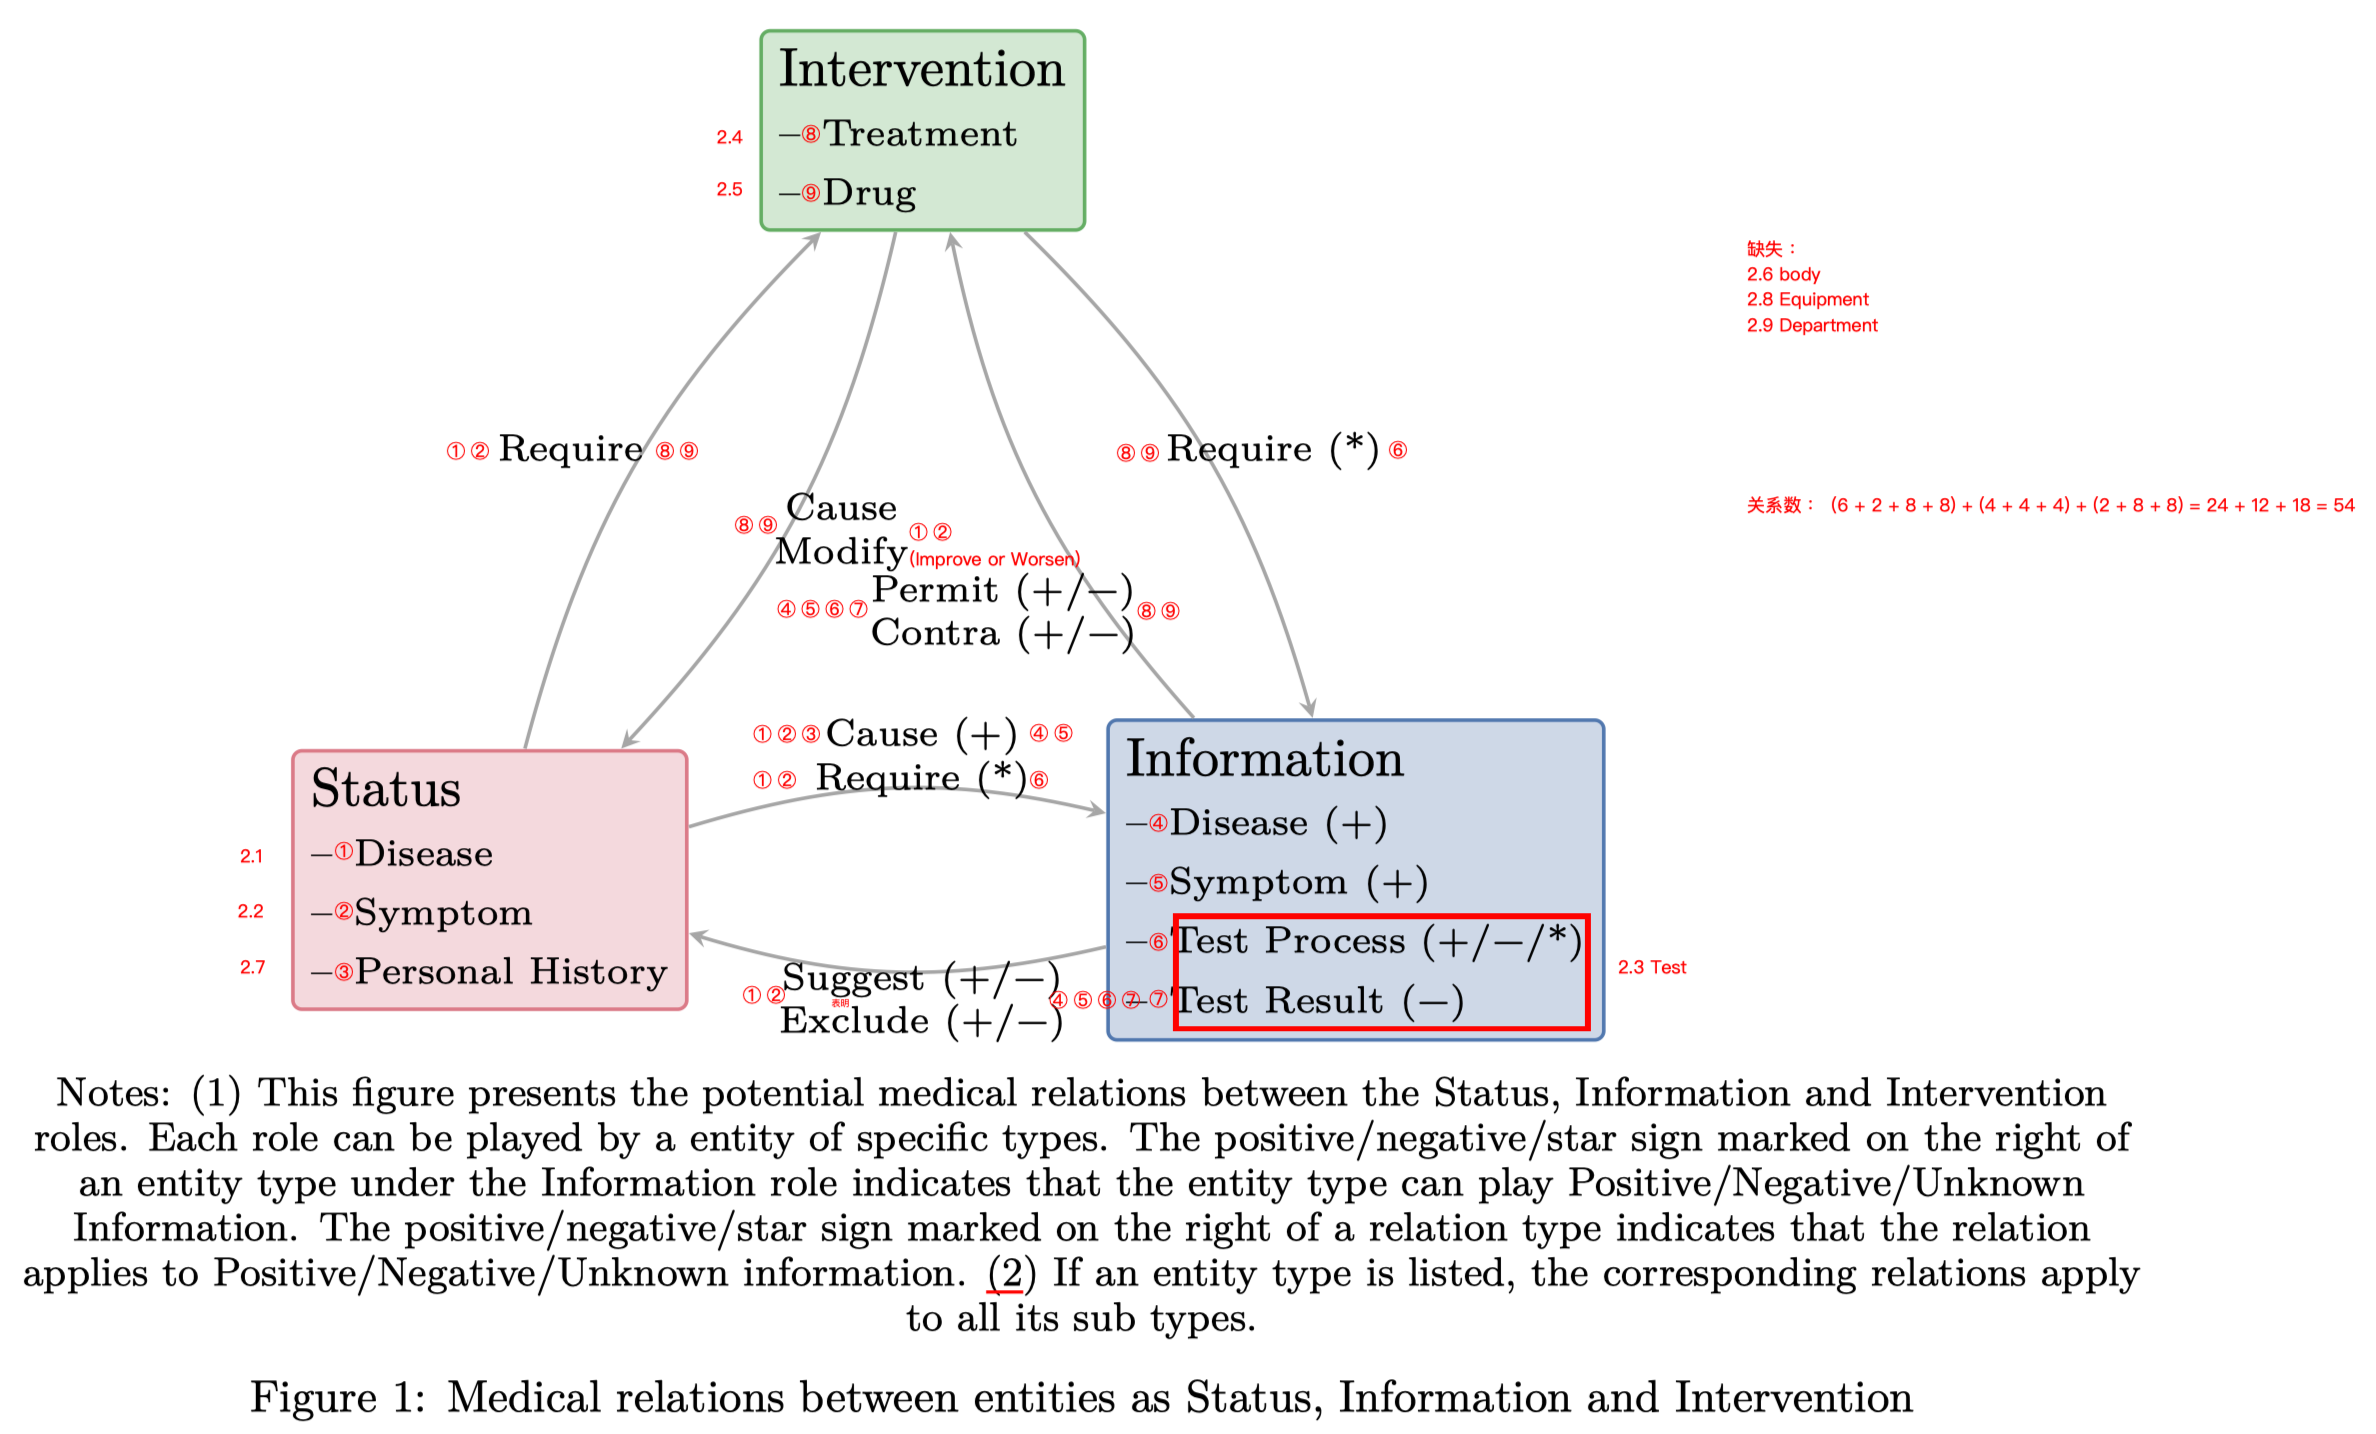 Intervention
2.4 –⑧Treatment
2.5 –⑨Drug
缺失：
2.6 body
2.8 Equipment
2.9 Department
①② Require ⑧⑨
⑧⑨ Require (*) ⑥
关系数： (6 + 2 + 8 + 8) + (4 + 4 + 4) + (2 + 8 + 8) = 24 + 12 + 18 = 54
⑧⑨ Cause
Modify ①②
(Improve or Worsen)
④⑤⑥⑦ Permit (+/−) ⑧⑨
Contra (+/−)
①②③ Cause (+) ④⑤
①② Require (*) ⑥
Status
2.1 –①Disease
2.2 –②Symptom
2.7 –③Personal History
Information
–④Disease (+)
–⑤Symptom (+)
–⑥Test Process (+/−/*)
2.3 Test
–⑦Test Result (−)
①② Suggest (+/−) ④⑤⑥⑦
表明
Exclude (+/−)
Notes: (1) This figure presents the potential medical relations between the Status, Information and Intervention
roles. Each role can be played by a entity of specific types. The positive/negative/star sign marked on the right of
an entity type under the Information role indicates that the entity type can play Positive/Negative/Unknown
Information. The positive/negative/star sign marked on the right of a relation type indicates that the relation
applies to Positive/Negative/Unknown information. (2) If an entity type is listed, the corresponding relations apply
to all its sub types.
Figure 1: Medical relations between entities as Status, Information and Intervention